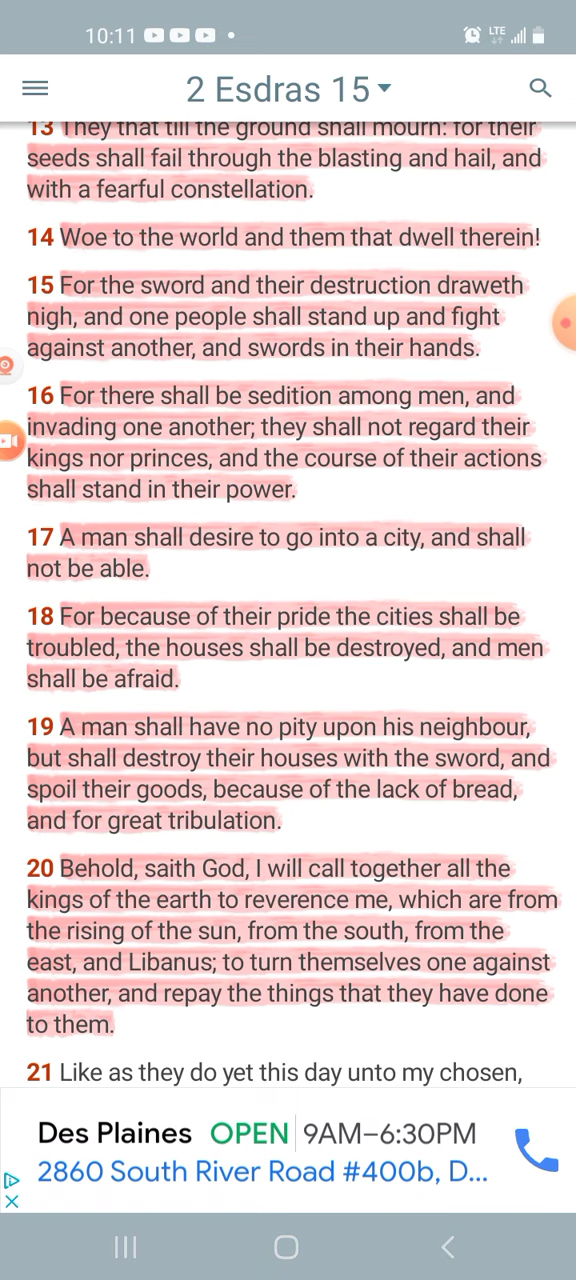 10:11
LTE
2 Esdras 15
13 They that till the ground shall mourn: for their
seeds shall fail through the blasting and hail, and
with a fearful constellation.
14 Woe to the world and them that dwell therein!
15 For the sword and their destruction draweth
nigh, and one people shall stand up and fight
against another, and swords in their hands.
16 For there shall be sedition among men, and
invading one another; they shall not regard their
kings nor princes, and the course of their actions
shall stand in their power.
17 A man shall desire to go into a city, and shall
not be able.
18 For because of their pride the cities shall be
troubled, the houses shall be destroyed, and men
shall be afraid.
19 A man shall have no pity upon his neighbour,
but shall destroy their houses with the sword, and
spoil their goods, because of the lack of bread,
and for great tribulation.
20 Behold, saith God, I will call together all the
kings of the earth to reverence me, which are from
the rising of the sun, from the south, from the
east, and Libanus; to turn themselves one against
another, and repay the things that they have done
to them.
21 Like as they do yet this day unto my chosen,
Des Plaines OPEN 9AM–6:30PM
2860 South River Road #400b, D...